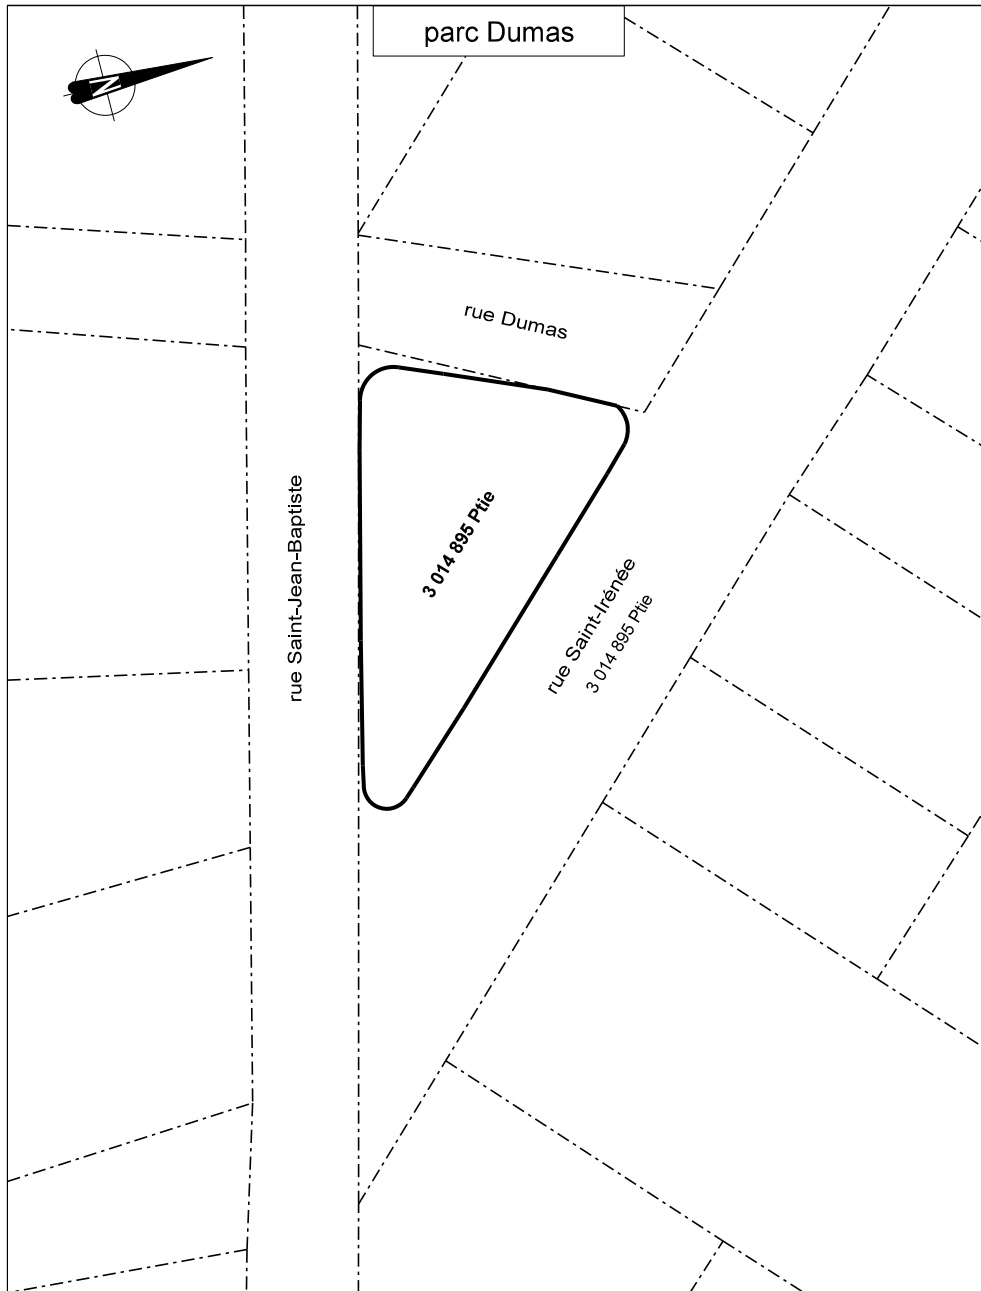 parc Dumas
N
rue Dumas
rue Saint-Jean-Baptiste
3 014 895 Ptie
rue Saint-Irénée
3 014 895 Ptie